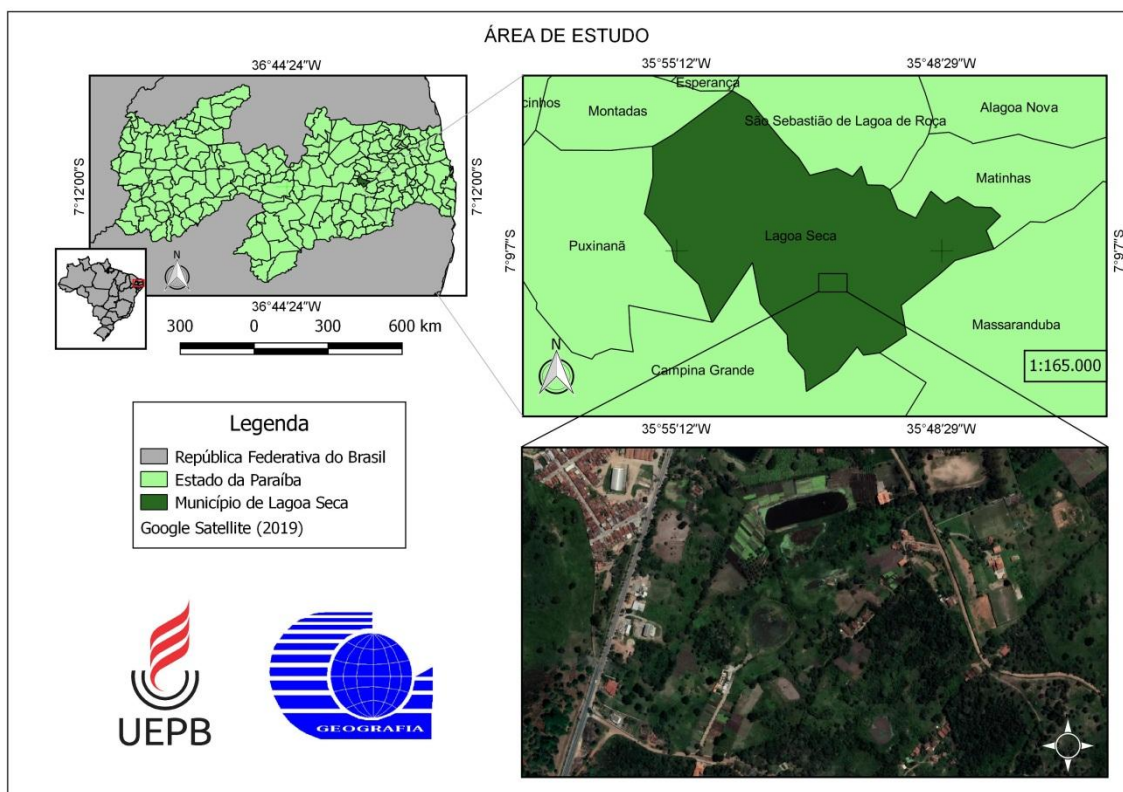 ÁREA DE ESTUDO
36°44'24"W
7°12'00"S
7°12'00"S
N
36°44'24"W
300 0 300 600 km
35°55'12"W 35°48'29"W
Esperança
cinhos
Montadas
São Sebastião de Lagoa de Roça
Alagoa Nova
Matinhas
Puxinanã
Lagoa Seca
7°9'7"S
7°9'7"S
Massaranduba
N
Campina Grande
1:165.000
35°55'12"W 35°48'29"W
Legenda
República Federativa do Brasil
Estado da Paraíba
Município de Lagoa Seca
Google Satellite (2019)
UEPB
GEOGRAFIA